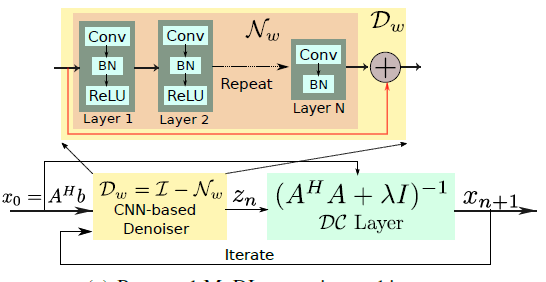 𝒩_w
𝒟_w
Conv
BN
ReLU
Layer 1
Conv
BN
ReLU
Layer 2
Repeat
Conv
BN
Layer N
+
x_0 = A^H b
𝒟_w = ℐ − 𝒩_w
CNN-based
Denoiser
z_n
(A^H A + λI)^{-1}
𝒟𝒞 Layer
x_{n+1}
Iterate